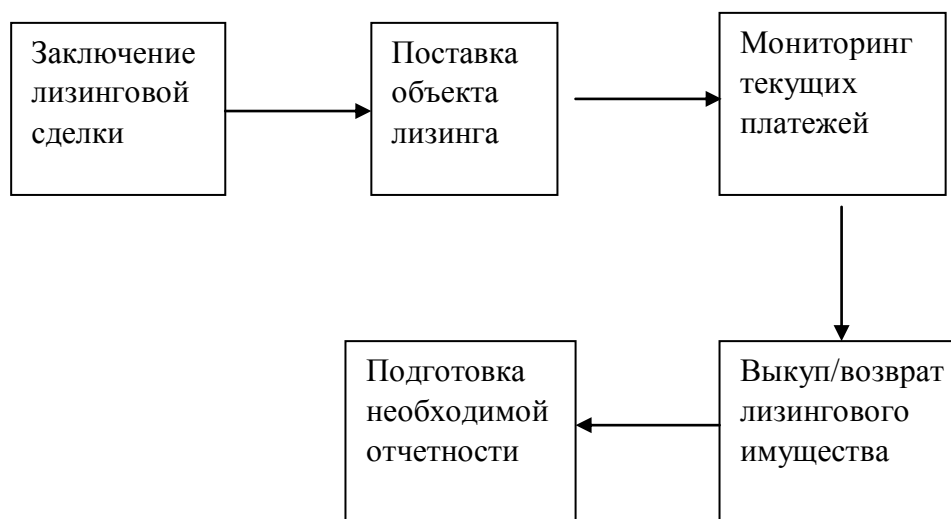 Заключение
лизинговой
сделки
Поставка
объекта
лизинга
Мониторинг
текущих
платежей
Выкуп/возврат
лизингового
имущества
Подготовка
необходимой
отчетности